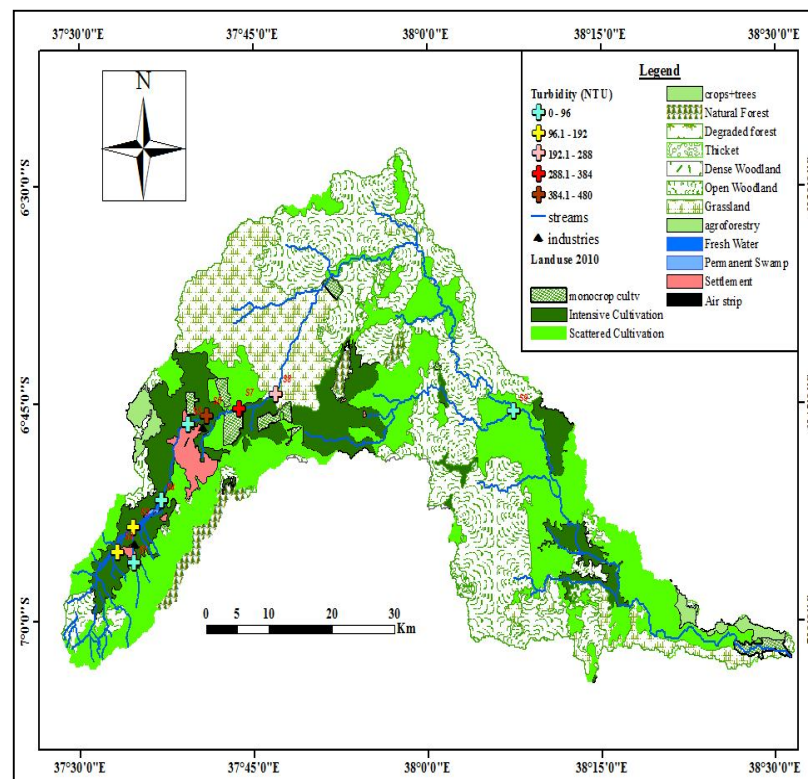 37°30'0"E 37°45'0"E 38°0'0"E 38°15'0"E 38°30'0"E
N
Legend
Turbidity (NTU)
0 - 96
96.1 - 192
192.1 - 288
288.1 - 384
384.1 - 480
streams
industries
Landuse 2010
monocrop cultv
Intensive Cultivation
Scattered Cultivation
crops+trees
Natural Forest
Degraded forest
Thicket
Dense Woodland
Open Woodland
Grassland
agroforestry
Fresh Water
Permanent Swamp
Settlement
Air strip
6°30'0"S
6°45'0"S
7°0'0"S
S7
S9
0 5 10 20 30
Km
37°30'0"E 37°45'0"E 38°0'0"E 38°15'0"E 38°30'0"E